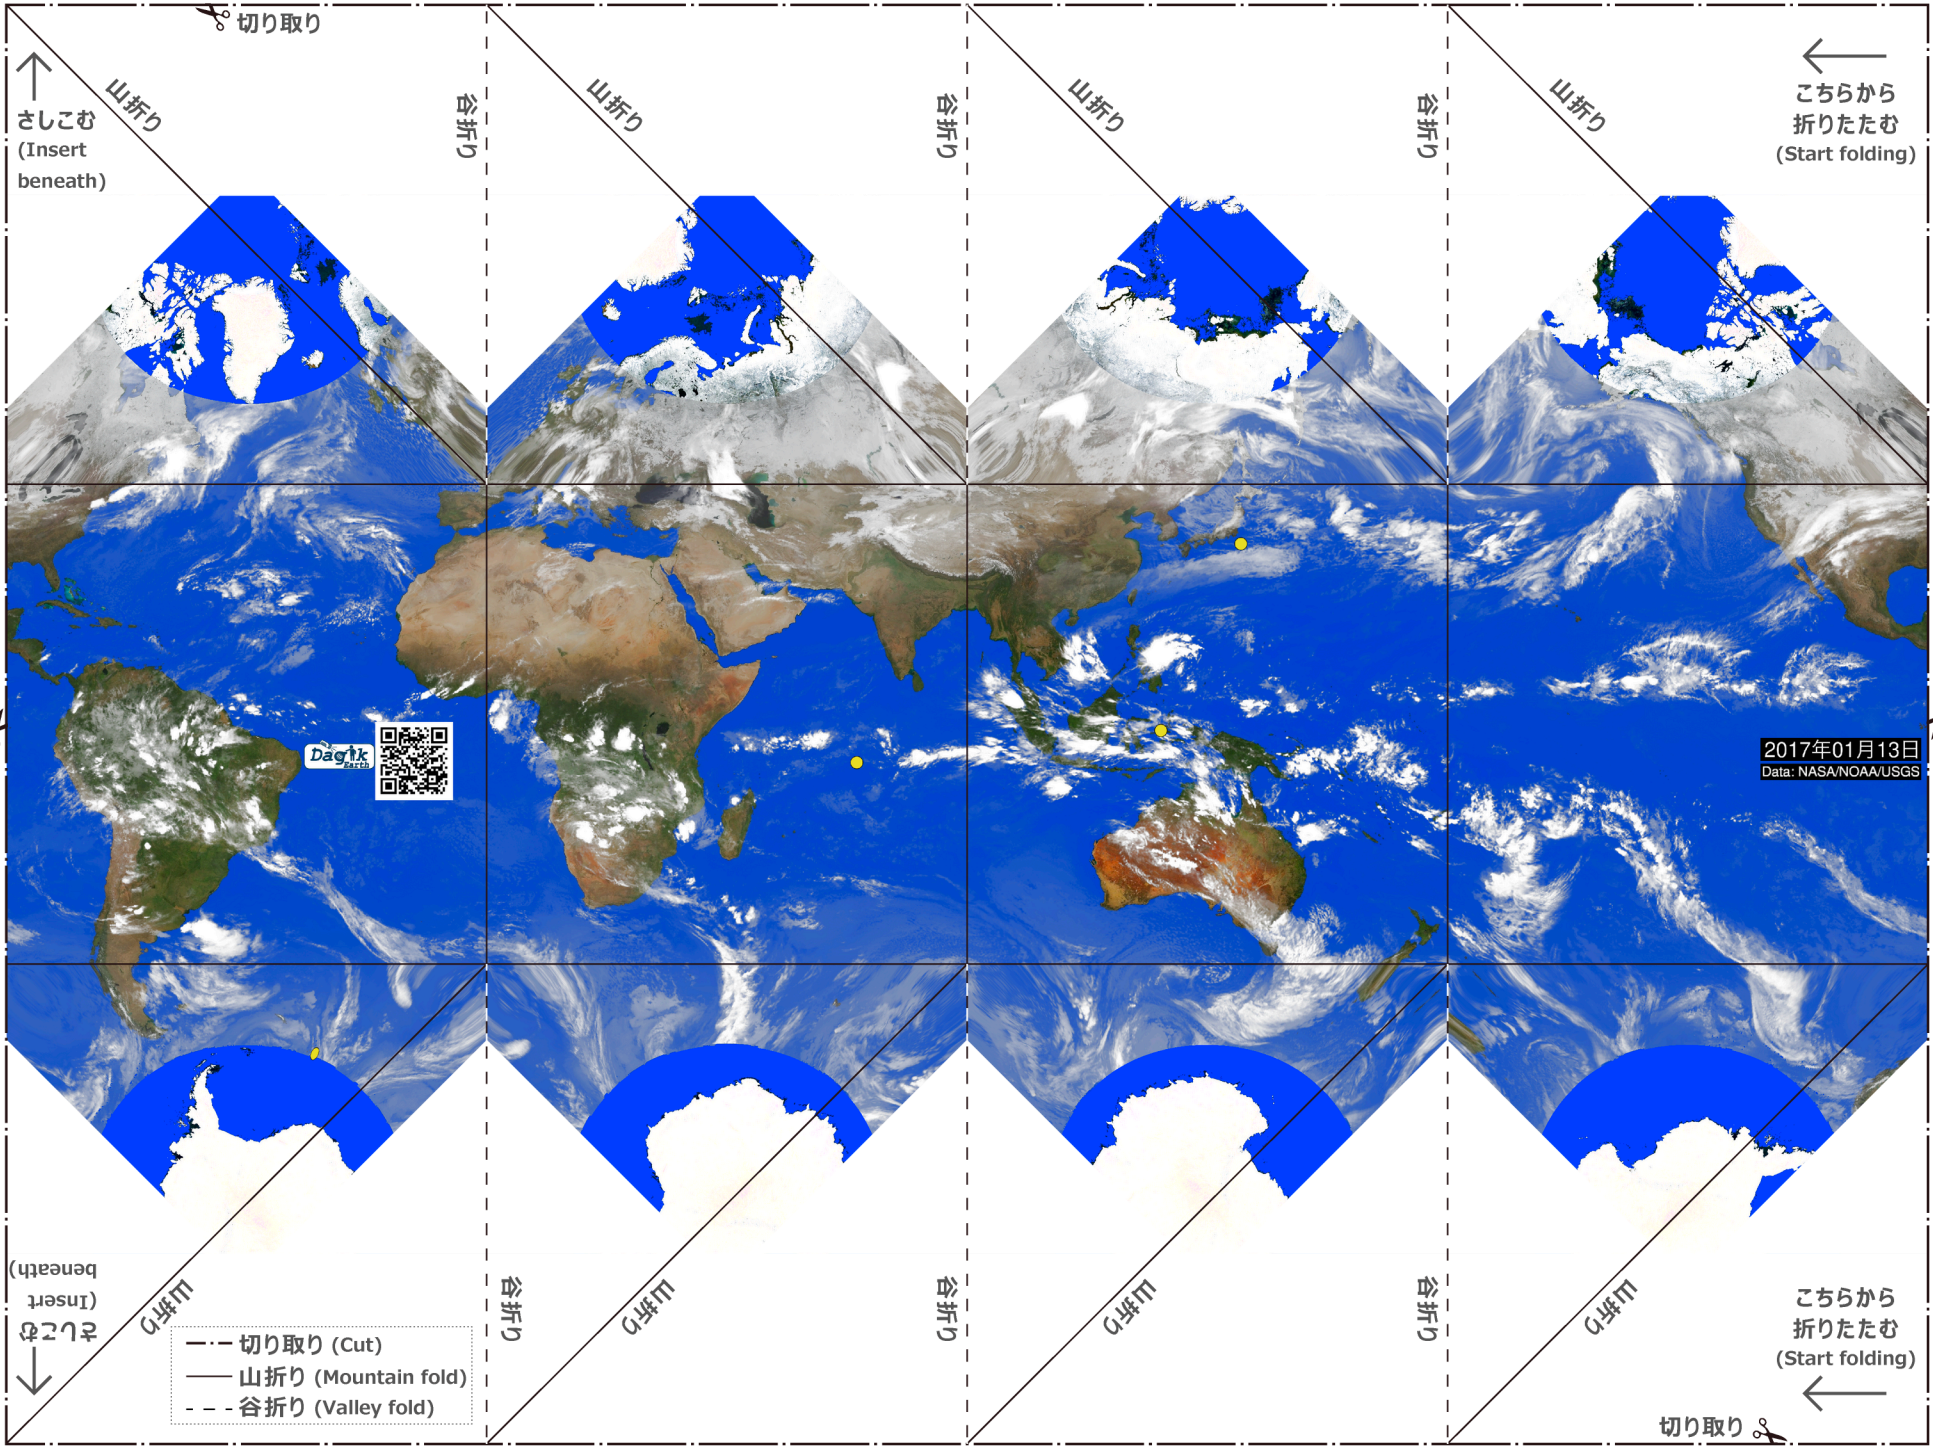 切り取り
山折り
谷折り
山折り
谷折り
山折り
谷折り
山折り
さしこむ
(Insert
beneath)
こちらから
折りたたむ
(Start folding)
Dagik
Earth
2017年01月13日
Data: NASA/NOAA/USGS
さしこむ
(Insert
beneath)
山折り
谷折り
山折り
谷折り
山折り
谷折り
山折り
こちらから
折りたたむ
(Start folding)
切り取り (Cut)
山折り (Mountain fold)
谷折り (Valley fold)
切り取り